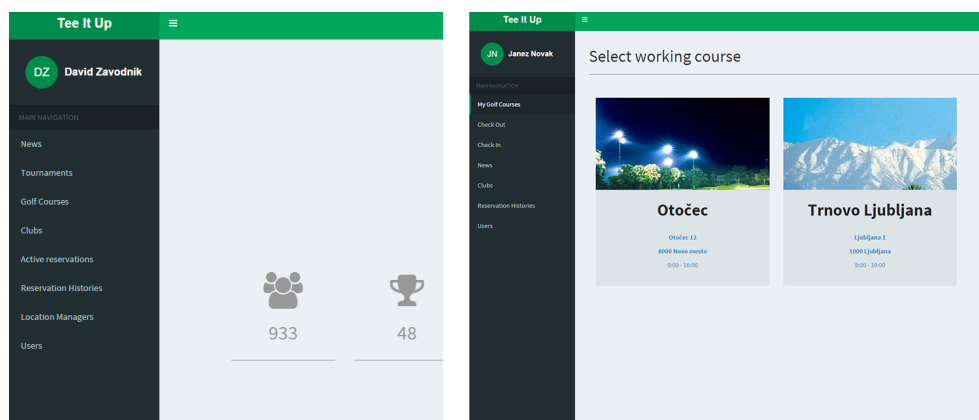 Tee It Up
DZ
David Zavodnik
MAIN NAVIGATION
News
Tournaments
Golf Courses
Clubs
Active reservations
Reservation Histories
Location Managers
Users
933
48
Tee It Up
JN
Janez Novak
MAIN NAVIGATION
My Golf Courses
Check Out
Check In
News
Clubs
Reservation Histories
Users
Select working course
Otočec
Otočec 12
8000 Novo mesto
9:00 - 16:00
Trnovo Ljubljana
Ljubljana 1
1000 Ljubljana
8:00 - 19:00